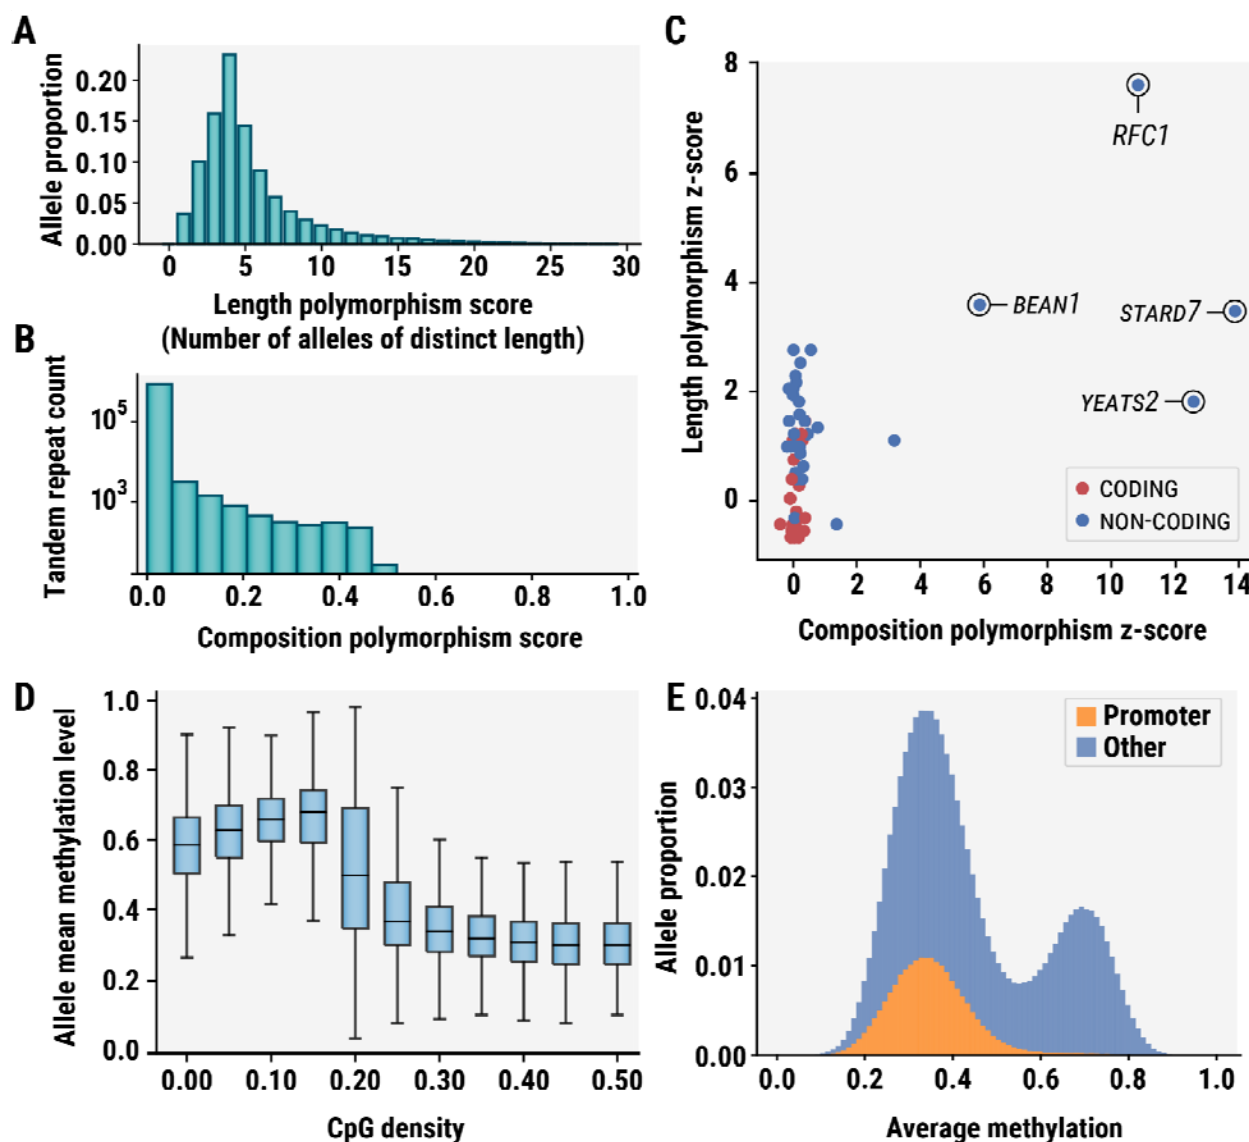 A
Allele proportion
0.20
0.15
0.10
0.05
0.00
0 5 10 15 20 25 30
Length polymorphism score
(Number of alleles of distinct length)
B
Tandem repeat count
10^5
10^3
0.0 0.2 0.4 0.6 0.8 1.0
Composition polymorphism score
C
Length polymorphism z-score
8
6
4
2
0
RFC1
BEAN1
STARD7
YEATS2
CODING
NON-CODING
0 2 4 6 8 10 12 14
Composition polymorphism z-score
D
Allele mean methylation level
1.0
0.8
0.6
0.4
0.2
0.0
0.00 0.10 0.20 0.30 0.40 0.50
CpG density
E
Allele proportion
0.04
0.03
0.02
0.01
0.00
Promoter
Other
0.0 0.2 0.4 0.6 0.8 1.0
Average methylation